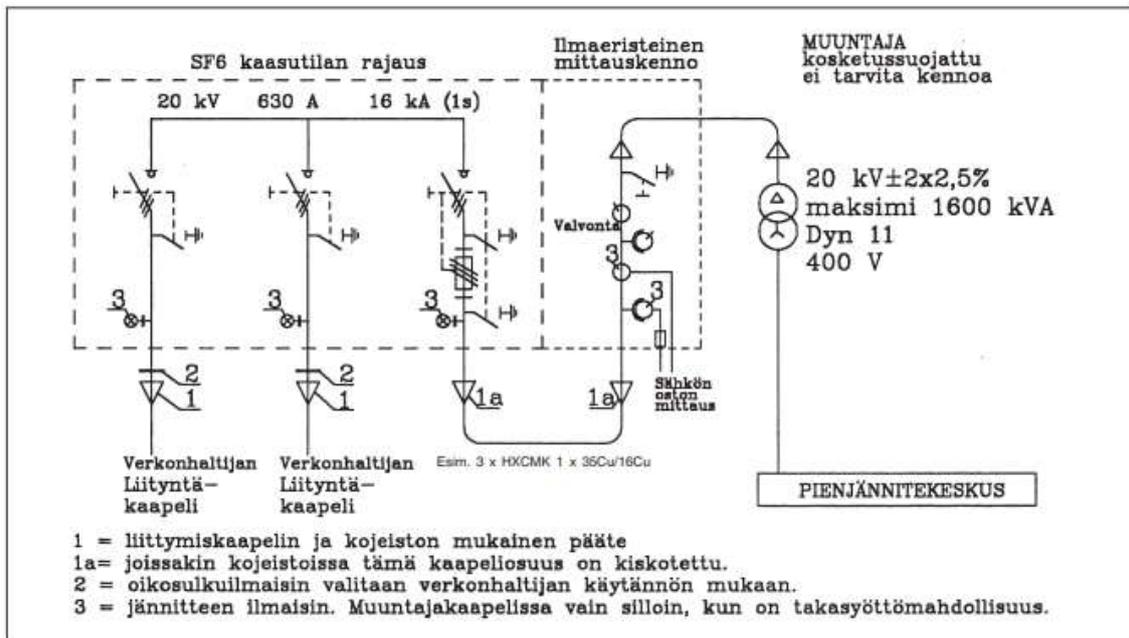 SF6 kaasutilan rajaus
20 kV 630 A 16 kA (1s)
Ilmaeristeinen
mittauskenno
MUUNTAJA
kosketussuojattu
ei tarvita kennoa
20 kV±2x2,5%
maksimi 1600 kVA
Dyn 11
400 V
Valvonta
3
3
3
3
3
2
1
2
1
1a
1a
Sähkön
oston
mittaus
Verkonhaltijan
Liityntä-
kaapeli
Verkonhaltijan
Liityntä-
kaapeli
Esim. 3 x HXCMK 1 x 35Cu/16Cu
PIENJÄNNITEKESKUS
1 = liittymiskaapelin ja kojeiston mukainen pääte
1a= joissakin kojeistoissa tämä kaapeliosuus on kiskotettu.
2 = oikosulkuilmaisin valitaan verkonhaltijan käytännön mukaan.
3 = jännitteen ilmaisin. Muuntajakaapelissa vain silloin, kun on takasyöttömahdollisuus.